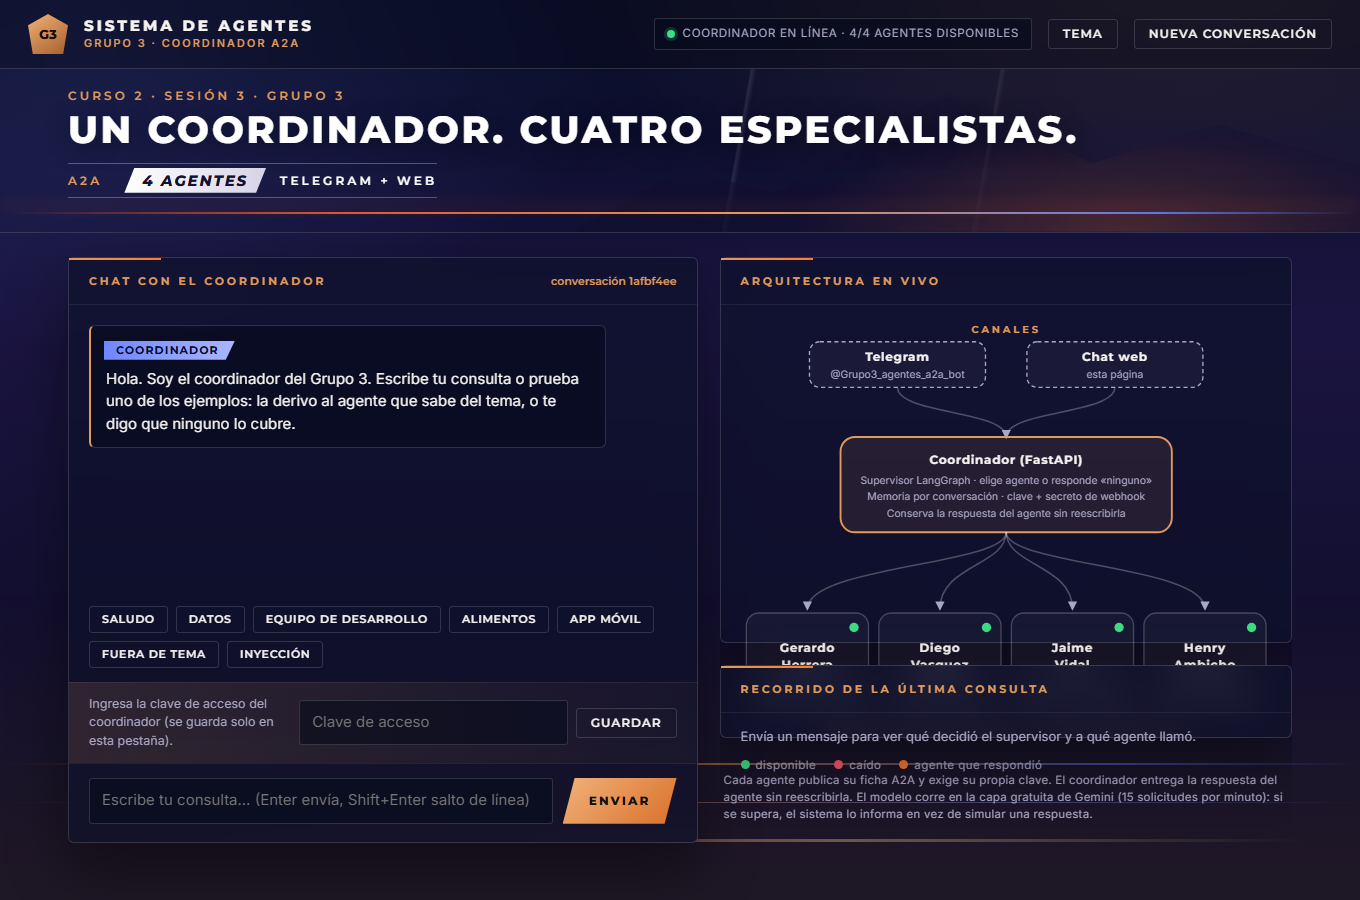 G3
SISTEMA DE AGENTES
GRUPO 3 · COORDINADOR A2A
COORDINADOR EN LÍNEA · 4/4 AGENTES DISPONIBLES
TEMA
NUEVA CONVERSACIÓN
CURSO 2 · SESIÓN 3 · GRUPO 3
UN COORDINADOR. CUATRO ESPECIALISTAS.
A2A
4 AGENTES
TELEGRAM + WEB
CHAT CON EL COORDINADOR
conversación 1afbf4ee
COORDINADOR
Hola. Soy el coordinador del Grupo 3. Escribe tu consulta o prueba
uno de los ejemplos: la derivo al agente que sabe del tema, o te
digo que ninguno lo cubre.
SALUDO
DATOS
EQUIPO DE DESARROLLO
ALIMENTOS
APP MÓVIL
FUERA DE TEMA
INYECCIÓN
Ingresa la clave de acceso del
coordinador (se guarda solo en
esta pestaña).
Clave de acceso
GUARDAR
Escribe tu consulta... (Enter envía, Shift+Enter salto de línea)
ENVIAR
ARQUITECTURA EN VIVO
CANALES
Telegram
@Grupo3_agentes_a2a_bot
Chat web
esta página
Coordinador (FastAPI)
Supervisor LangGraph · elige agente o responde «ninguno»
Memoria por conversación · clave + secreto de webhook
Conserva la respuesta del agente sin reescribirla
Gerardo
Herrera
Diego
Vasquez
Jaime
Vidal
Henry
RECORRIDO DE LA ÚLTIMA CONSULTA
Envía un mensaje para ver qué decidió el supervisor y a qué agente llamó.
disponible
caído
agente que respondió
Cada agente publica su ficha A2A y exige su propia clave. El coordinador entrega la respuesta del
agente sin reescribirla. El modelo corre en la capa gratuita de Gemini (15 solicitudes por minuto): si
se supera, el sistema lo informa en vez de simular una respuesta.